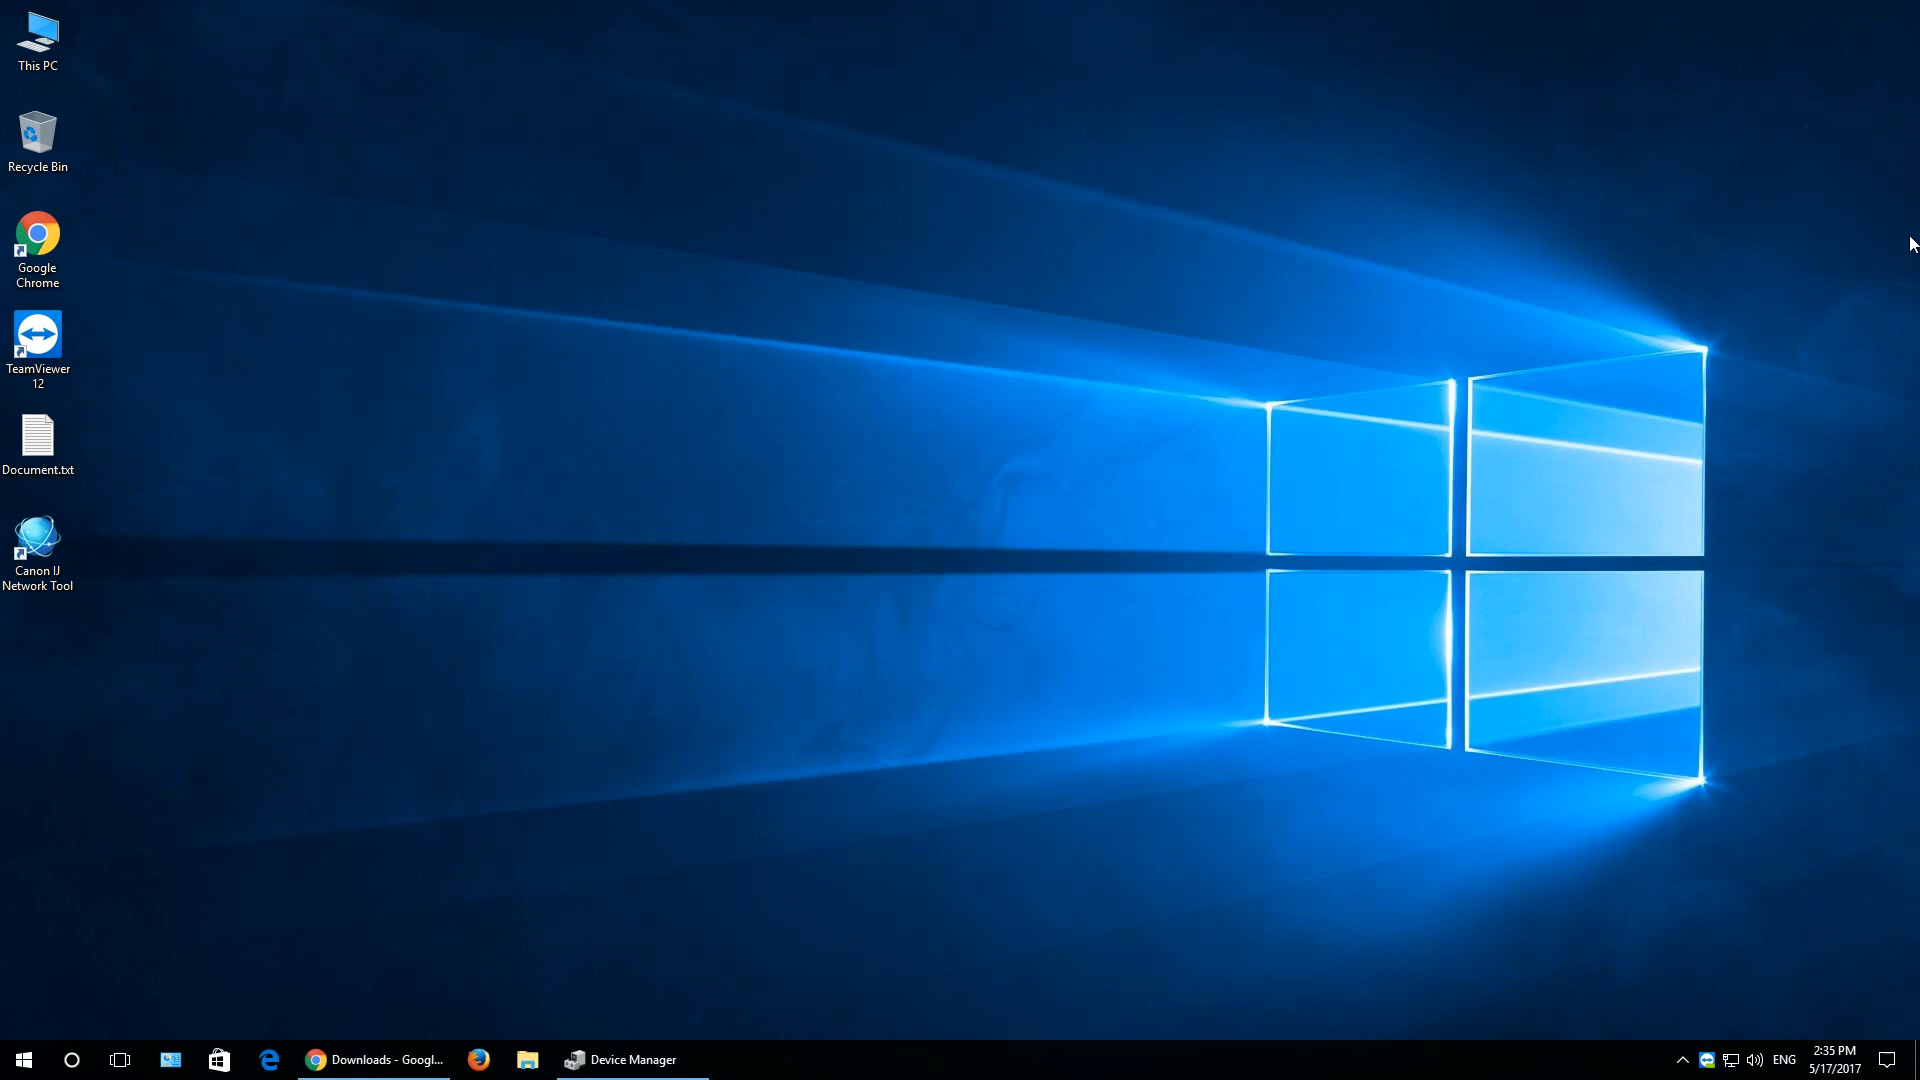 This PC
Recycle Bin
Google
Chrome
TeamViewer
12
Document.txt
Canon IJ
Network Tool
Downloads - Googl...
Device Manager
ENG
2:35 PM
5/17/2017